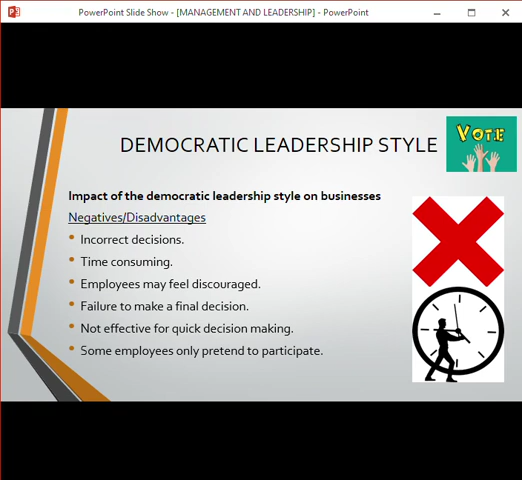 PowerPoint Slide Show - [MANAGEMENT AND LEADERSHIP] - PowerPoint
DEMOCRATIC LEADERSHIP STYLE
VOTE
Impact of the democratic leadership style on businesses
Negatives/Disadvantages
• Incorrect decisions.
• Time consuming.
• Employees may feel discouraged.
• Failure to make a final decision.
• Not effective for quick decision making.
• Some employees only pretend to participate.